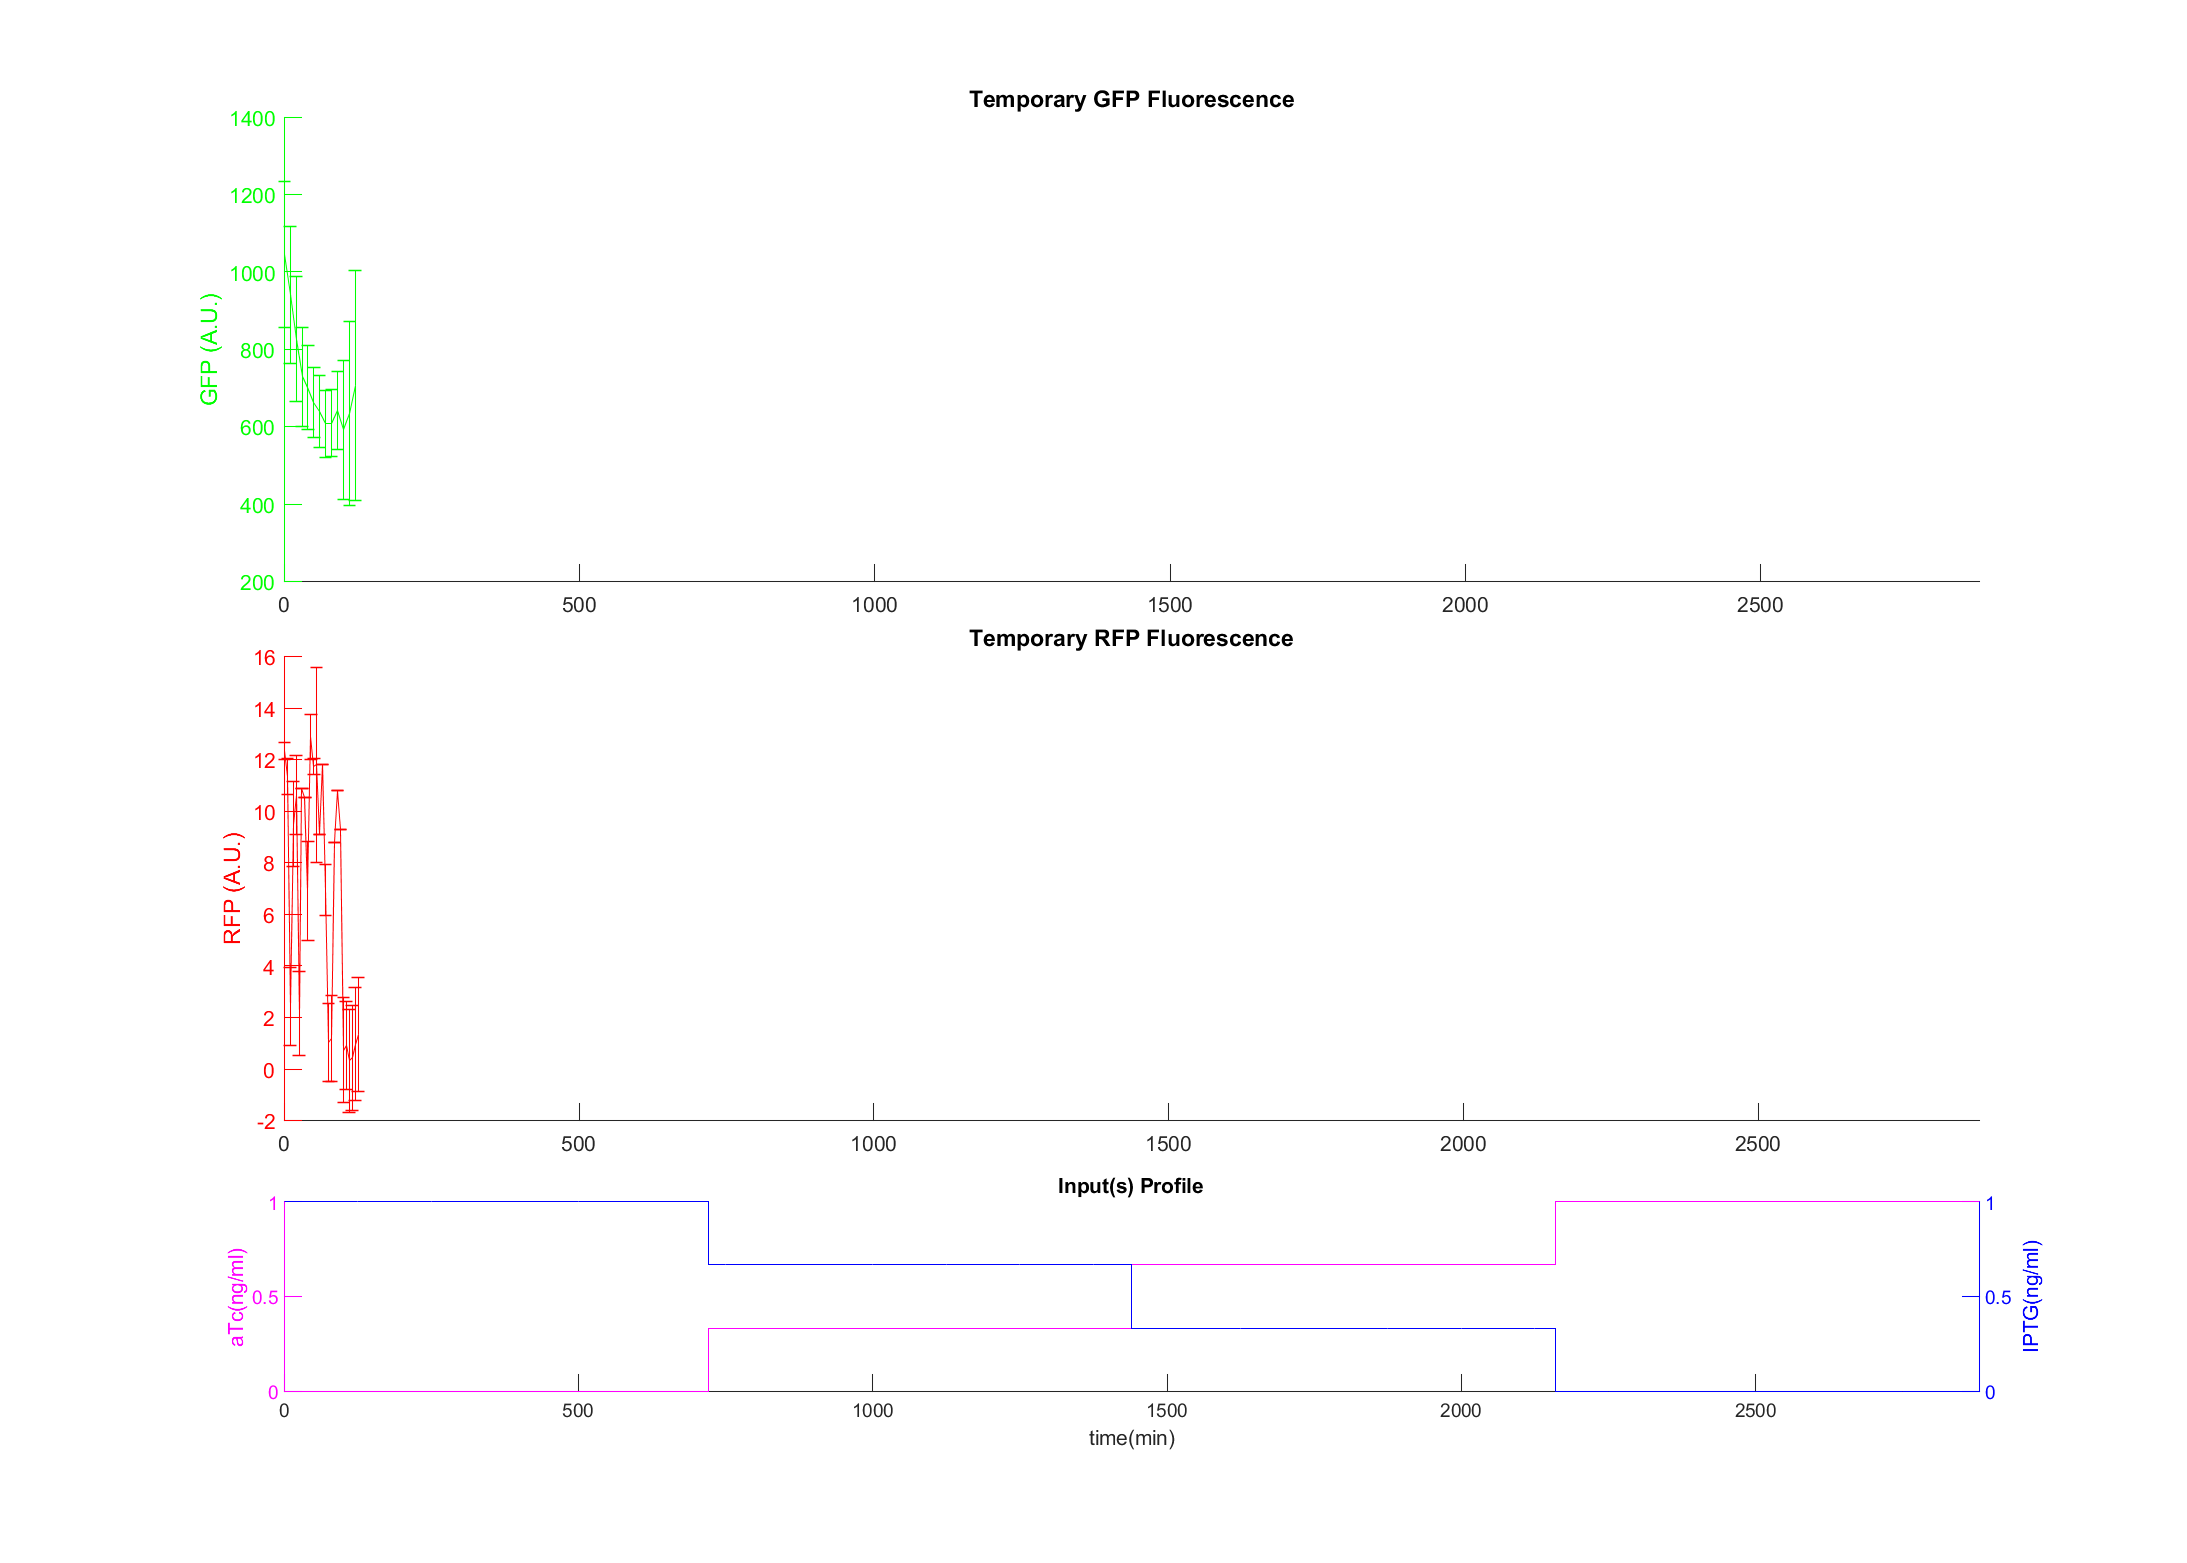 Temporary GFP Fluorescence
1400
1200
1000
800
600
400
200
GFP (A.U.)
0 500 1000 1500 2000 2500
Temporary RFP Fluorescence
16
14
12
10
8
6
4
2
0
-2
RFP (A.U.)
0 500 1000 1500 2000 2500
Input(s) Profile
1 1
0.5 0.5
0 0
aTc(ng/ml)
IPTG(ng/ml)
0 500 1000 1500 2000 2500
time(min)